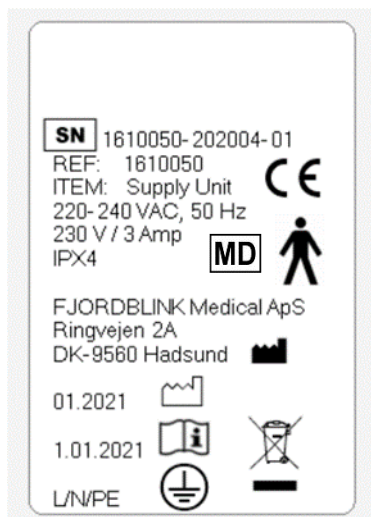 SN 1610050-202004-01
REF: 1610050
ITEM: Supply Unit
CE
220-240 VAC, 50 Hz
230 V / 3 Amp
MD
IPX4
FJORDBLINK Medical ApS
Ringvejen 2A
DK-9560 Hadsund
01.2021
1.01.2021
L/N/PE